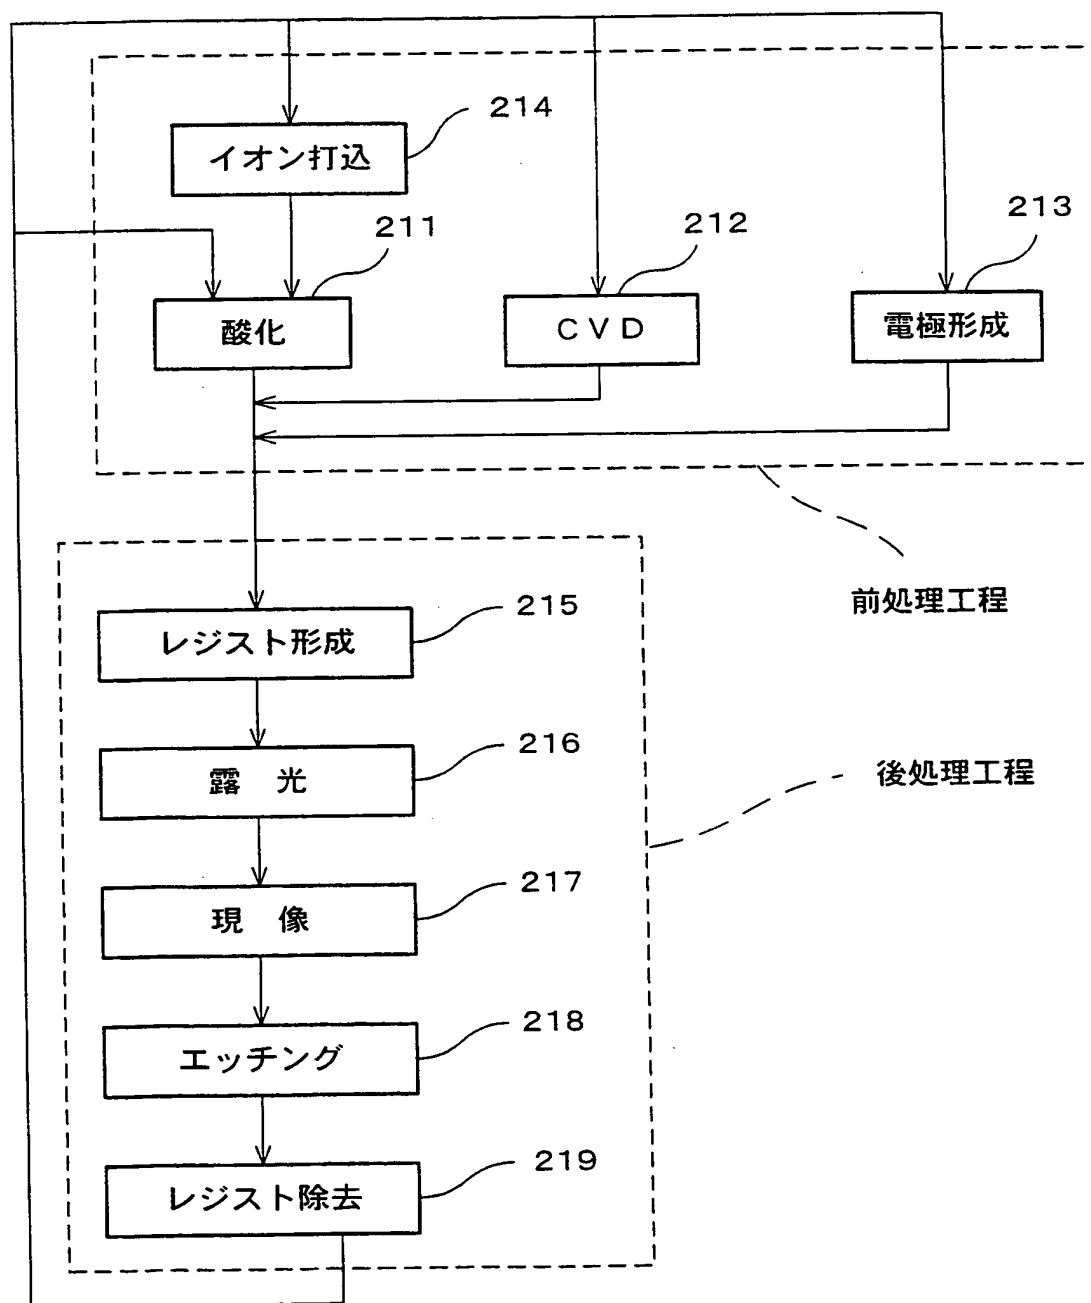 214
イオン打込
211
212
213
酸化
CVD
電極形成
前処理工程
215
レジスト形成
216
露 光
後処理工程
217
現 像
218
エッチング
219
レジスト除去